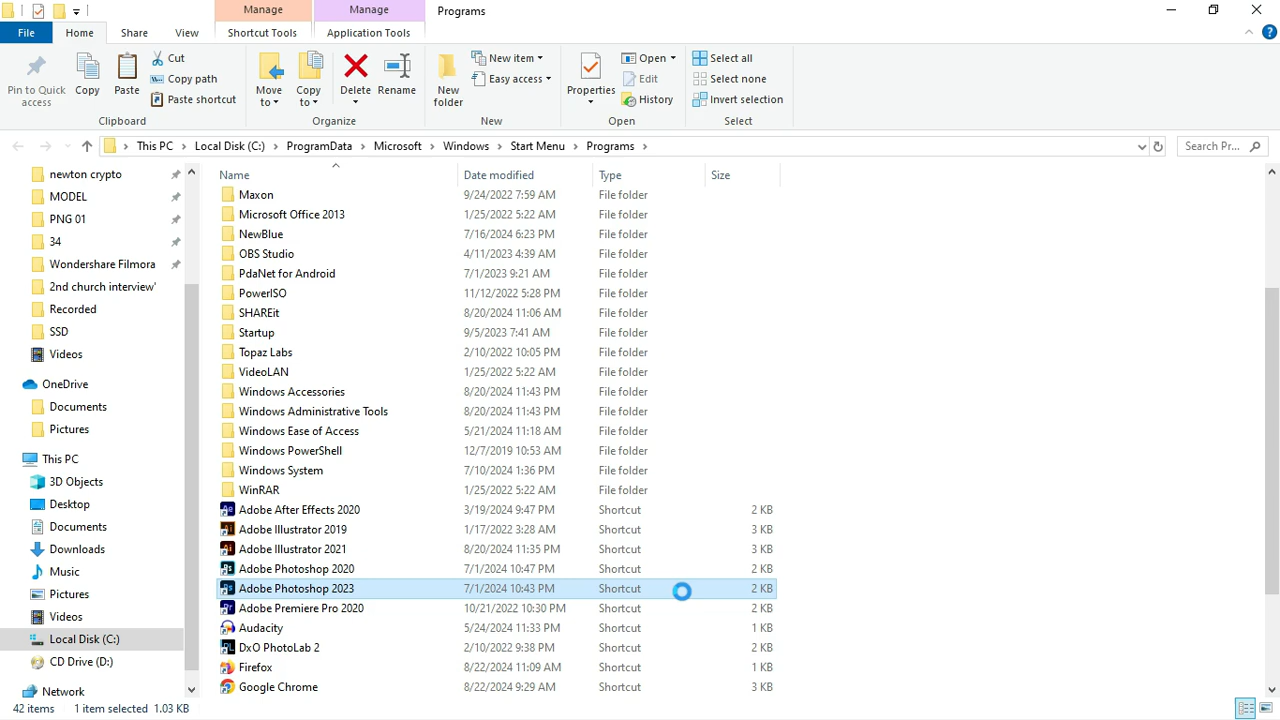 Manage
Manage
Programs
File
Home
Share
View
Shortcut Tools
Application Tools
Pin to Quick access
Copy
Paste
Cut
Copy path
Paste shortcut
Clipboard
Move to
Copy to
Delete
Rename
Organize
New folder
New item
Easy access
New
Properties
Open
Edit
History
Open
Select all
Select none
Invert selection
Select
This PC > Local Disk (C:) > ProgramData > Microsoft > Windows > Start Menu > Programs >
Search Pr...
newton crypto
MODEL
PNG 01
34
Wondershare Filmora
2nd church interview'
Recorded
SSD
Videos
OneDrive
Documents
Pictures
This PC
3D Objects
Desktop
Documents
Downloads
Music
Pictures
Videos
Local Disk (C:)
CD Drive (D:)
Network
Name Date modified Type Size
Maxon 9/24/2022 7:59 AM File folder
Microsoft Office 2013 1/25/2022 5:22 AM File folder
NewBlue 7/16/2024 6:23 PM File folder
OBS Studio 4/11/2023 4:39 AM File folder
PdaNet for Android 7/1/2023 9:21 AM File folder
PowerISO 11/12/2022 5:28 PM File folder
SHAREit 8/20/2024 11:06 AM File folder
Startup 9/5/2023 7:41 AM File folder
Topaz Labs 2/10/2022 10:05 PM File folder
VideoLAN 1/25/2022 5:22 AM File folder
Windows Accessories 8/20/2024 11:43 PM File folder
Windows Administrative Tools 8/20/2024 11:43 PM File folder
Windows Ease of Access 5/21/2024 11:18 AM File folder
Windows PowerShell 12/7/2019 10:53 AM File folder
Windows System 7/10/2024 1:36 PM File folder
WinRAR 1/25/2022 5:22 AM File folder
Adobe After Effects 2020 3/19/2024 9:47 PM Shortcut 2 KB
Adobe Illustrator 2019 1/17/2022 3:28 AM Shortcut 3 KB
Adobe Illustrator 2021 8/20/2024 11:35 PM Shortcut 3 KB
Adobe Photoshop 2020 7/1/2024 10:47 PM Shortcut 2 KB
Adobe Photoshop 2023 7/1/2024 10:43 PM Shortcut 2 KB
Adobe Premiere Pro 2020 10/21/2022 10:30 PM Shortcut 2 KB
Audacity 5/24/2024 11:33 PM Shortcut 1 KB
DxO PhotoLab 2 2/10/2022 9:38 PM Shortcut 2 KB
Firefox 8/22/2024 11:09 AM Shortcut 1 KB
Google Chrome 8/22/2024 9:29 AM Shortcut 3 KB
42 items 1 item selected 1.03 KB